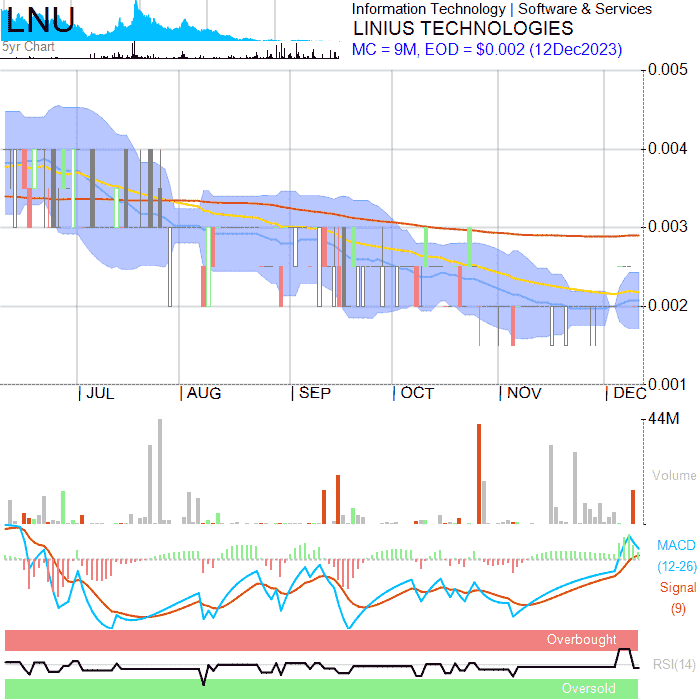 LNU
5yr Chart
Information Technology | Software & Services
LINIUS TECHNOLOGIES
MC = 9M, EOD = $0.002 (12Dec2023)
0.005
0.004
0.003
0.002
0.001
| JUL | AUG | SEP | OCT | NOV | DEC
44M
Volume
MACD
(12-26)
Signal
(9)
Overbought
RSI(14)
Oversold